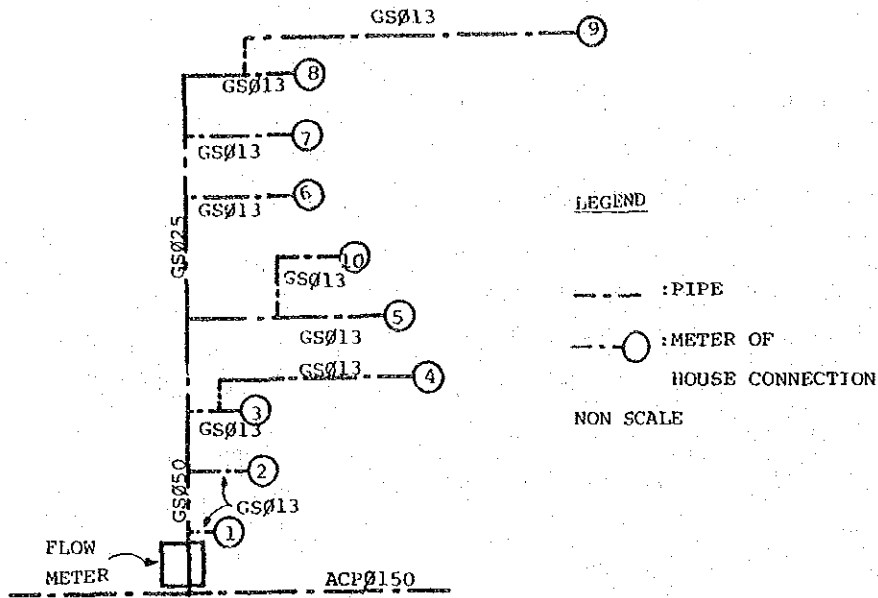 GSØ13
9
8
GSØ13
7
GSØ13
6
GSØ13
LEGEND
GSØ25
10
GSØ13
:PIPE
5
GSØ13
:METER OF
HOUSE CONNECTION
GSØ13
4
3
GSØ13
NON SCALE
2
GSØ50
GSØ13
1
FLOW
METER
ACPØ150